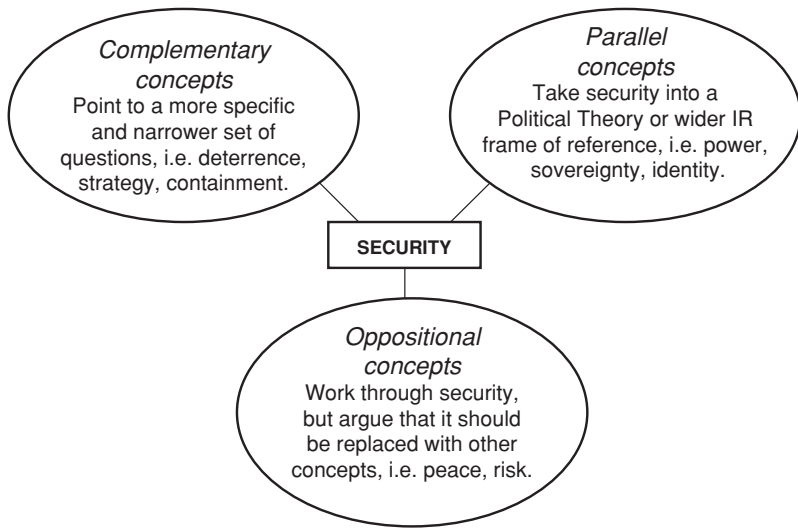 Complementary
concepts
Point to a more specific
and narrower set of
questions, i.e. deterrence,
strategy, containment.
Parallel
concepts
Take security into a
Political Theory or wider IR
frame of reference, i.e. power,
sovereignty, identity.
SECURITY
Oppositional
concepts
Work through security,
but argue that it should
be replaced with other
concepts, i.e. peace, risk.